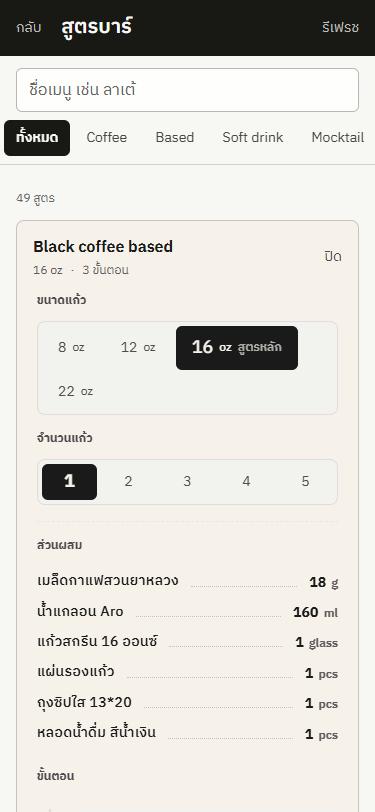 กลับ สูตรบาร์ รีเฟรช
ชื่อเมนู เช่น ลาเต้
ทั้งหมด Coffee Based Soft drink Mocktail
49 สูตร
Black coffee based
16 oz · 3 ขั้นตอน
ปิด
ขนาดแก้ว
8 oz 12 oz 16 oz สูตรหลัก
22 oz
จำนวนแก้ว
1 2 3 4 5
ส่วนผสม
เมล็ดกาแฟสวนยาหลวง 18 g
น้ำแกลอน Aro 160 ml
แก้วสกรีน 16 ออนซ์ 1 glass
แผ่นรองแก้ว 1 pcs
ถุงซิปใส 13*20 1 pcs
หลอดน้ำดื่ม สีน้ำเงิน 1 pcs
ขั้นตอน